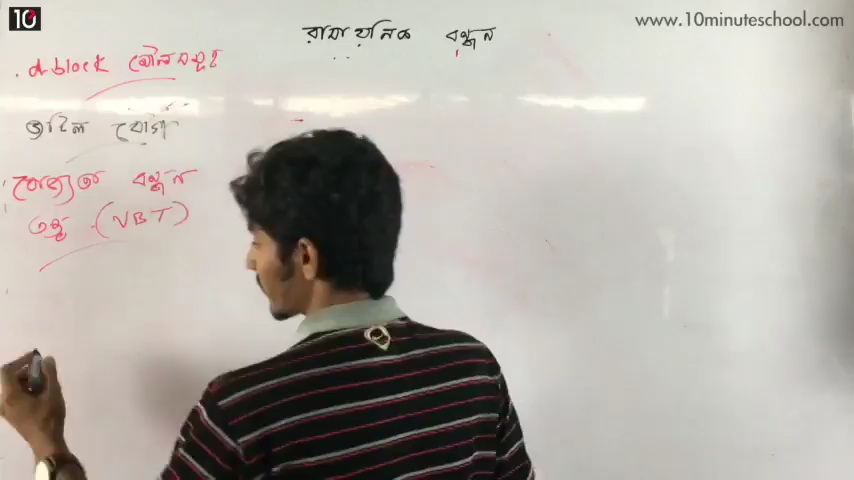 10
www.10minuteschool.com
রাসায়নিক বন্ধন
d-block মৌলসমূহ
জটিল যৌগ
যোজ্যতা বন্ধন
তত্ত্ব (VBT)